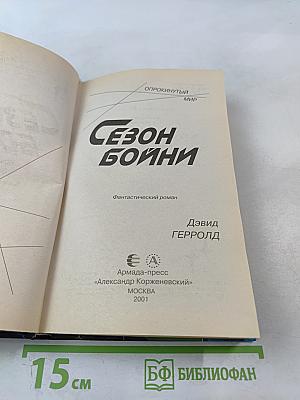 ОПРОКИНУТЫЙ
МИР
СЕЗОН
БОЙНИ
Фантастический роман
Дэвид
ГЕРРОЛД
Армада-пресс
«Александр Корженевский»
МОСКВА
2001
15 см
БФ БИБЛИОФАН